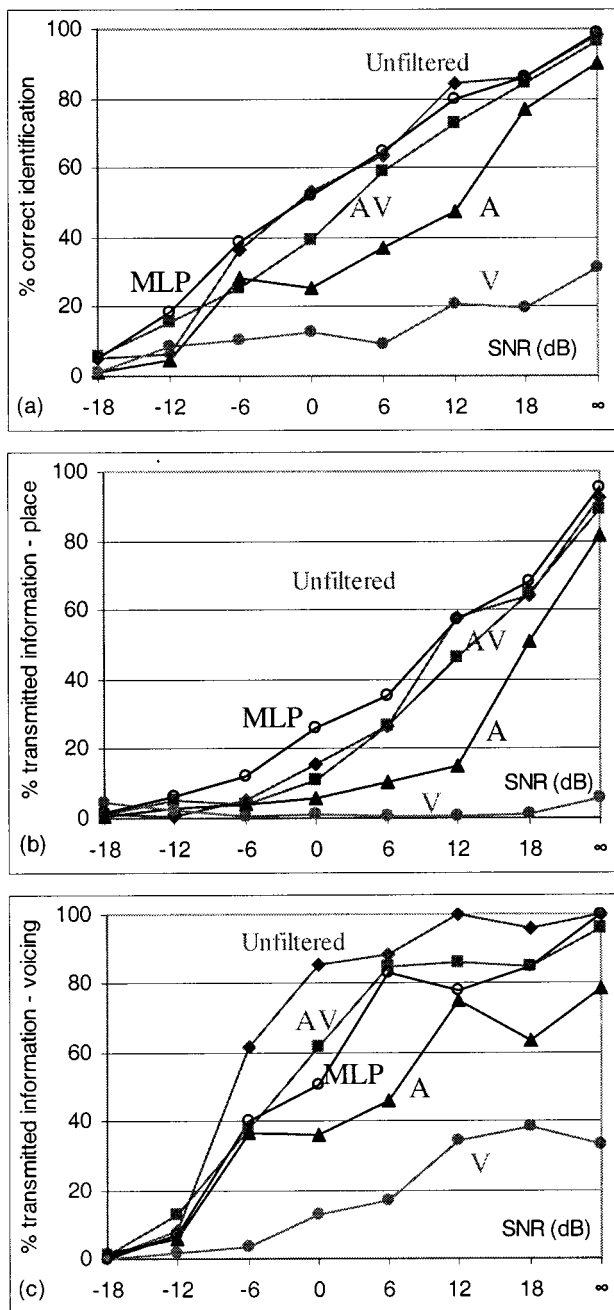 % correct identification
100
80
60
40
20
0
Unfiltered
AV
A
MLP
V
SNR (dB)
(a)
-18 -12 -6 0 6 12 18 ∞
% transmitted information - place
100
80
60
40
20
0
Unfiltered
AV
MLP
A
SNR (dB)
V
(b)
-18 -12 -6 0 6 12 18 ∞
% transmitted information - voicing
100
80
60
40
20
0
Unfiltered
AV
MLP
A
V
SNR (dB)
(c)
-18 -12 -6 0 6 12 18 ∞